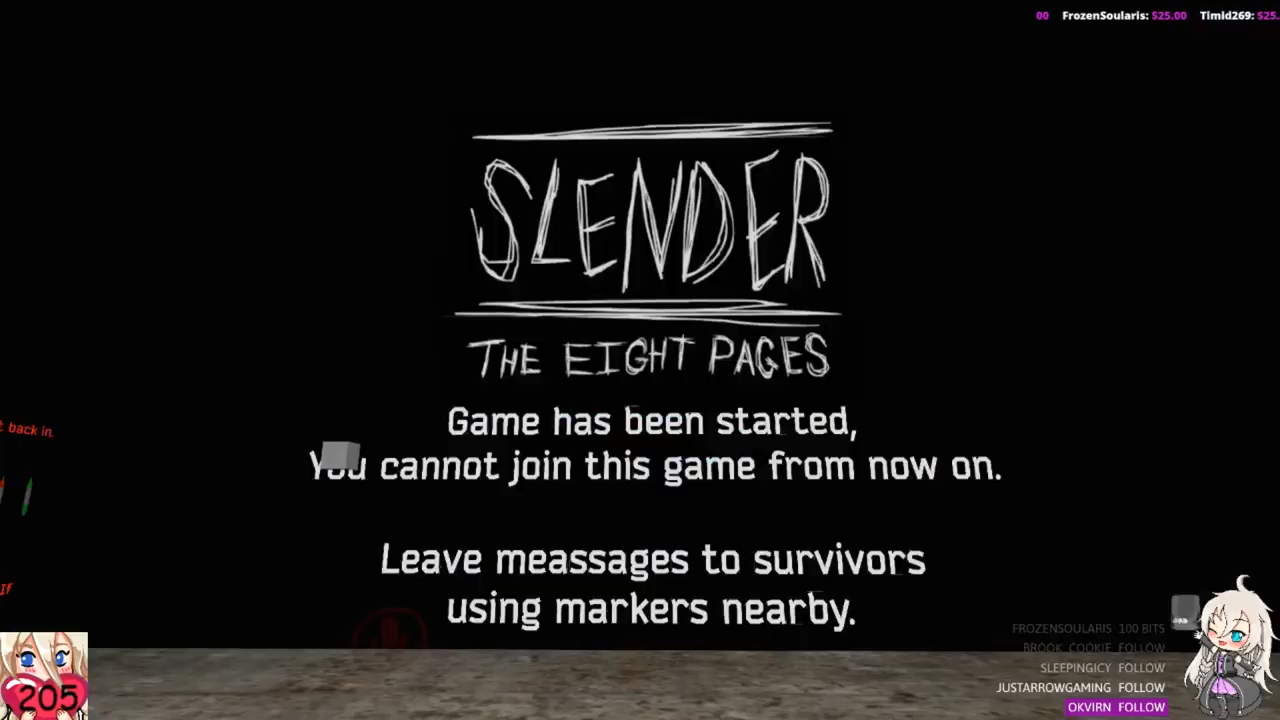 00 FrozenSoularis: $25.00 Timid269: $25.
SLENDER
THE EIGHT PAGES
Game has been started,
You cannot join this game from now on.
t back in.
Leave meassages to survivors
using markers nearby.
If
205
FROZENSOULARIS 100 BITS
BROOK_COOKIE FOLLOW
SLEEPINGICY FOLLOW
JUSTARROWGAMING FOLLOW
OKVIRN FOLLOW